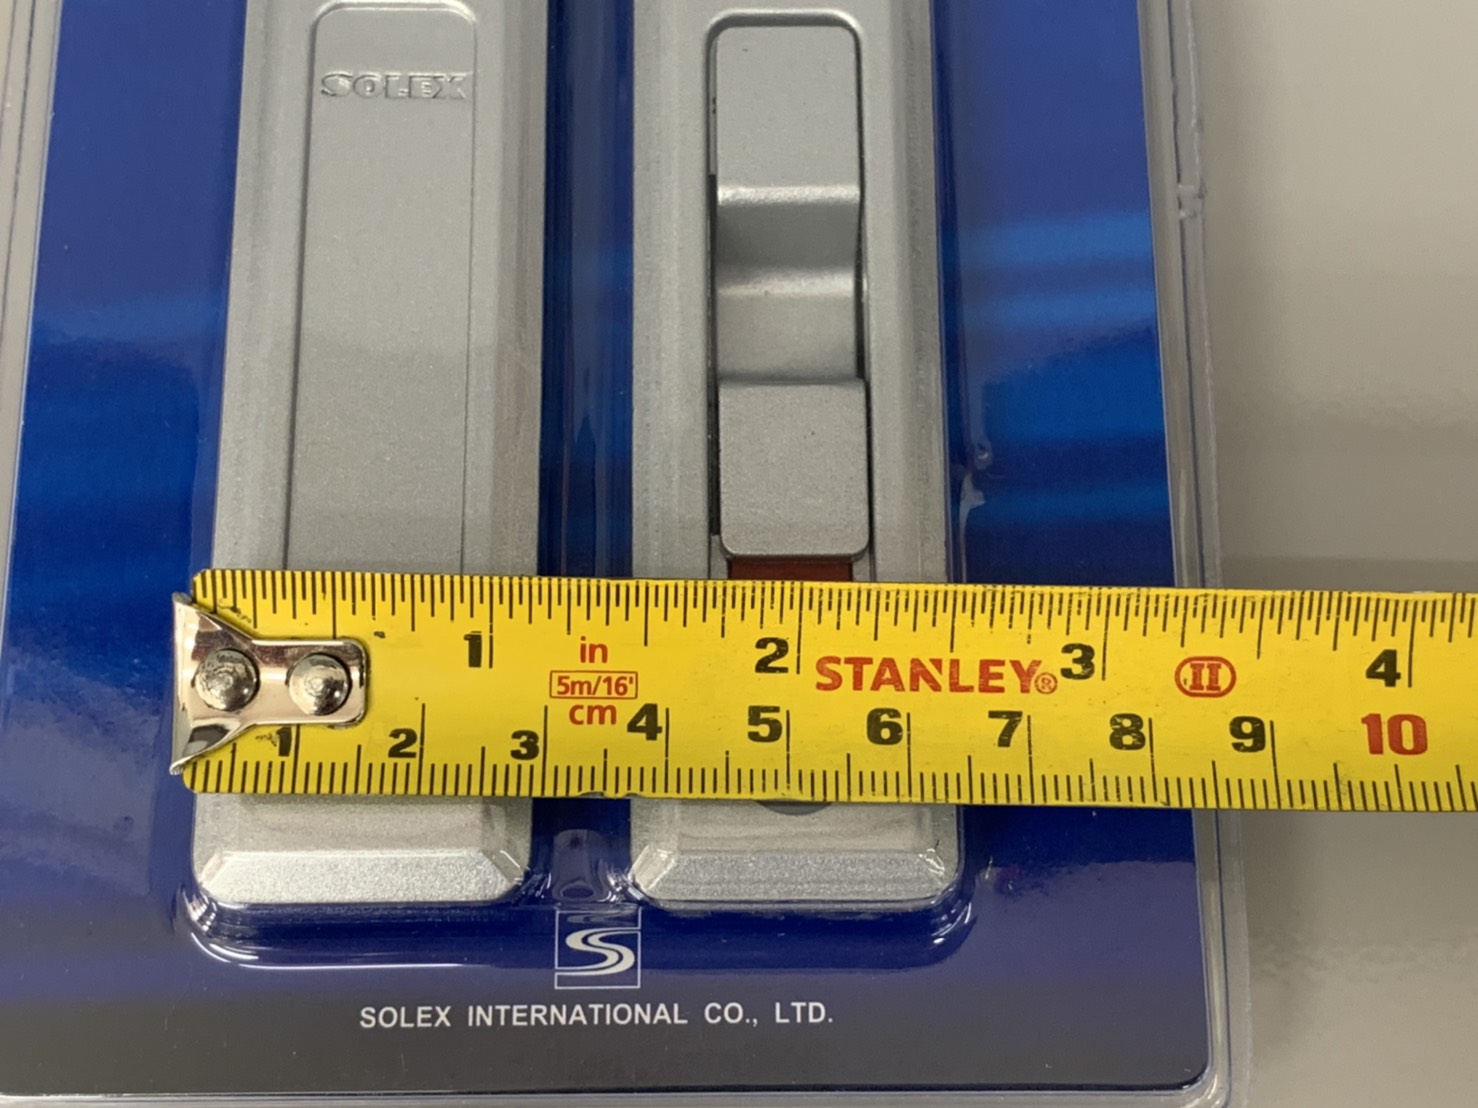 SOLEX
1 in 2 STANLEY® 3 II 4
5m/16'
1 2 3 cm 4 5 6 7 8 9 10
S
SOLEX INTERNATIONAL CO., LTD.